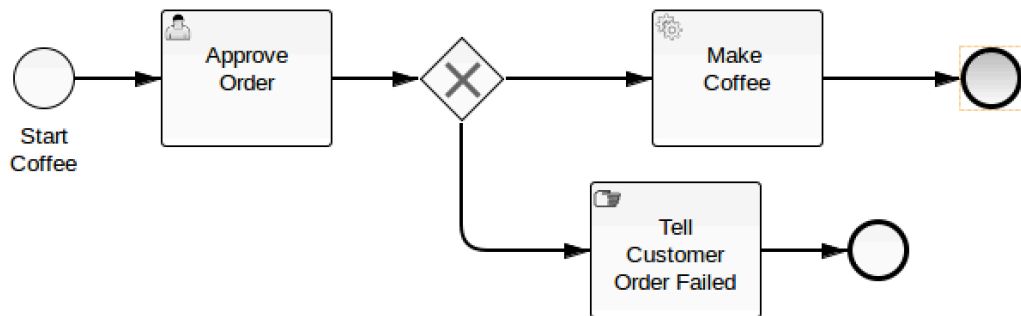 Approve
Order
Make
Coffee
Start
Coffee
Tell
Customer
Order Failed